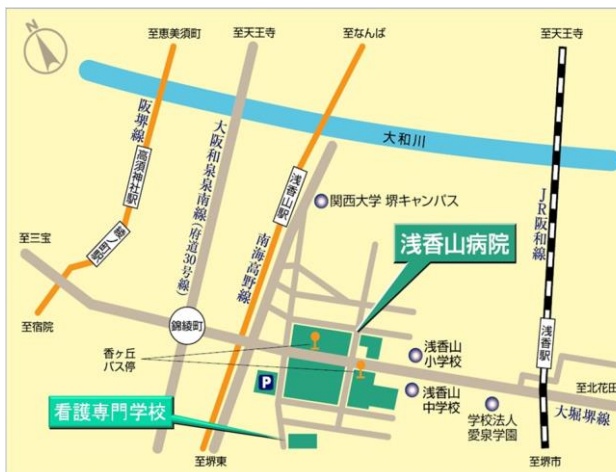 至恵美須町
至天王寺
至なんば
至天王寺
阪堺線
高須神社駅
大阪和泉泉南線(府道30号線)
大和川
浅香山駅
関西大学 堺キャンパス
JR阪和線
至三宝
綾ノ町駅
南海高野線
浅香山病院
至宿院
錦綾町
香ヶ丘
バス停
浅香山
小学校
浅香駅
P
浅香山
中学校
至北花田
看護専門学校
学校法人
愛泉学園
大堀堺線
至堺東
至堺市